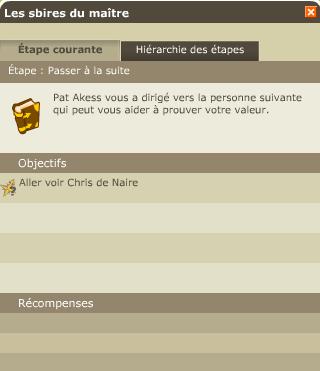 Les sbires du maître
Étape courante
Hiérarchie des étapes
Étape : Passer à la suite
Pat Akess vous a dirigé vers la personne suivante
qui peut vous aider à prouver votre valeur.
Objectifs
Aller voir Chris de Naire
Récompenses